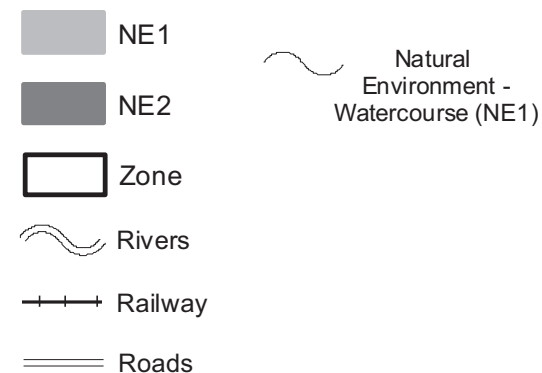 NE1
NE2
Zone
Rivers
Railway
Roads
Natural
Environment -
Watercourse (NE1)